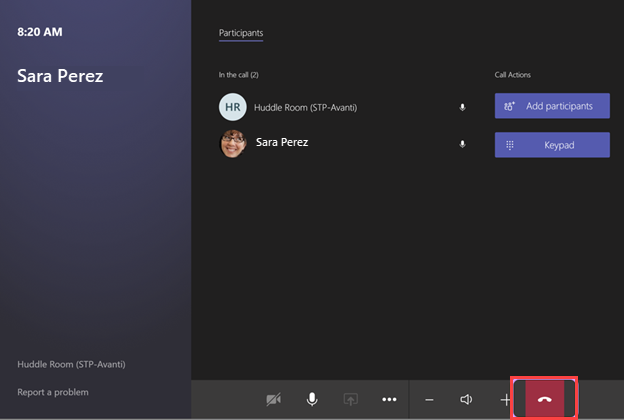 8:20 AM
Sara Perez
Participants
In the call (2)
Call Actions
HR
Huddle Room (STP-Avanti)
Add participants
Sara Perez
Keypad
Huddle Room (STP-Avanti)
Report a problem